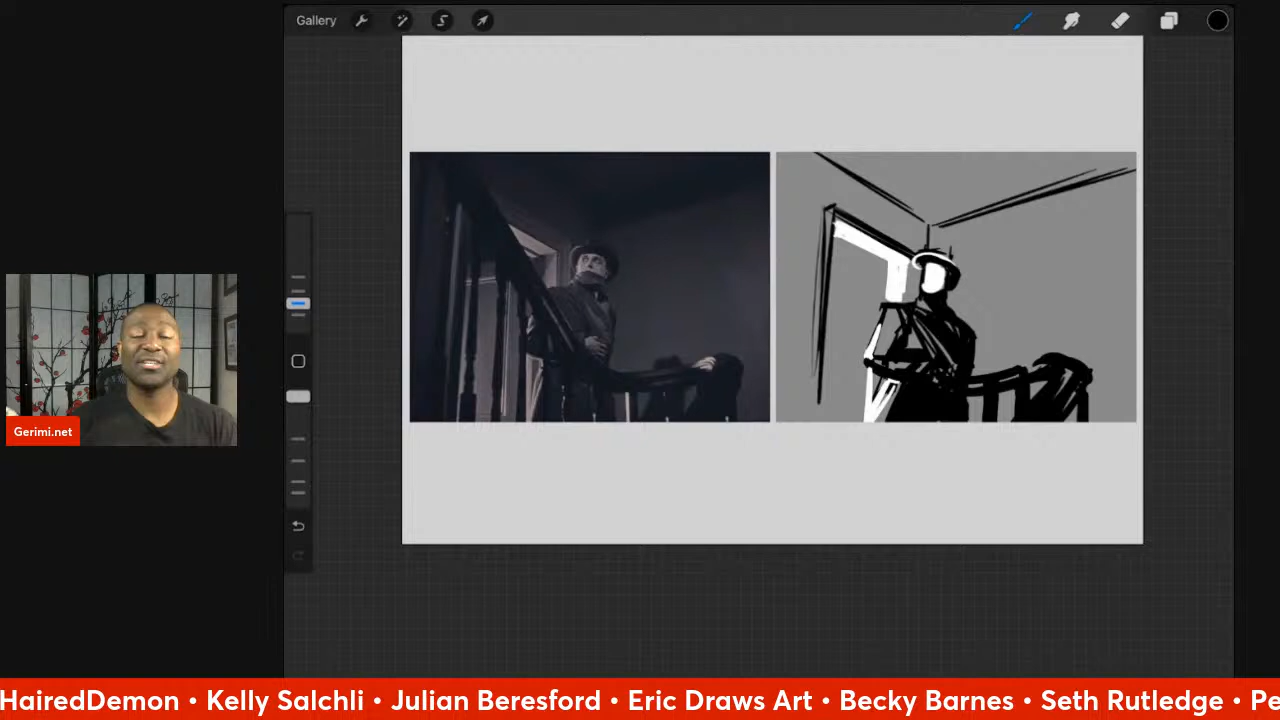 Gallery
Gerimi.net
HairedDemon • Kelly Salchli • Julian Beresford • Eric Draws Art • Becky Barnes • Seth Rutledge • Pe